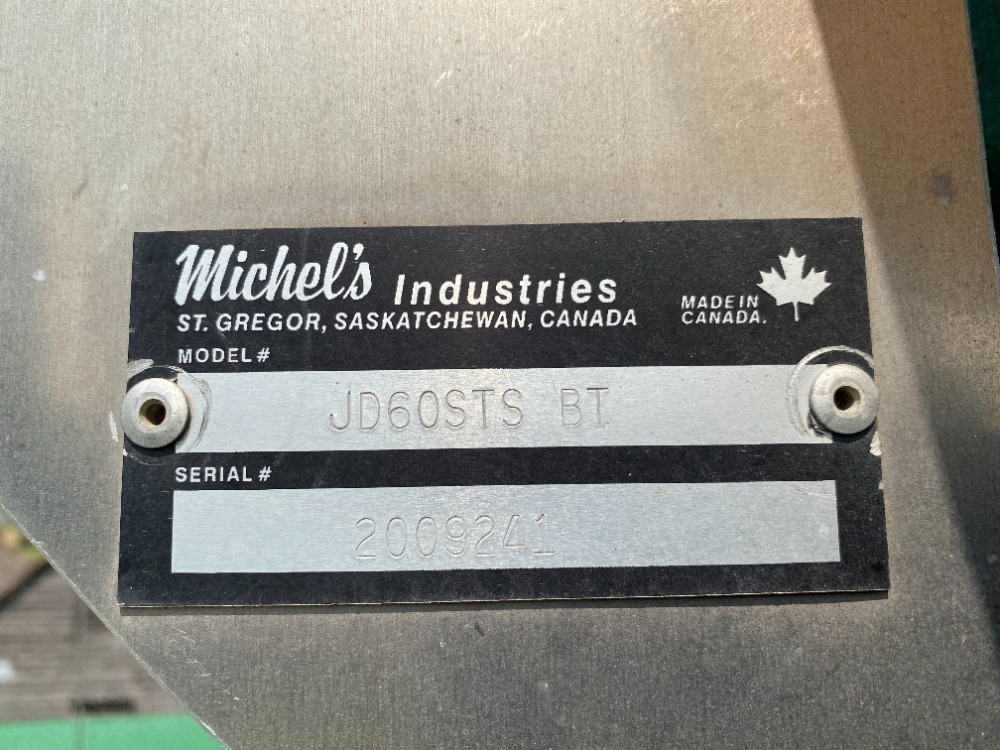 Michel's Industries
ST. GREGOR, SASKATCHEWAN, CANADA
MADE IN
CANADA.
MODEL #
JD60STS BT
SERIAL #
2009241